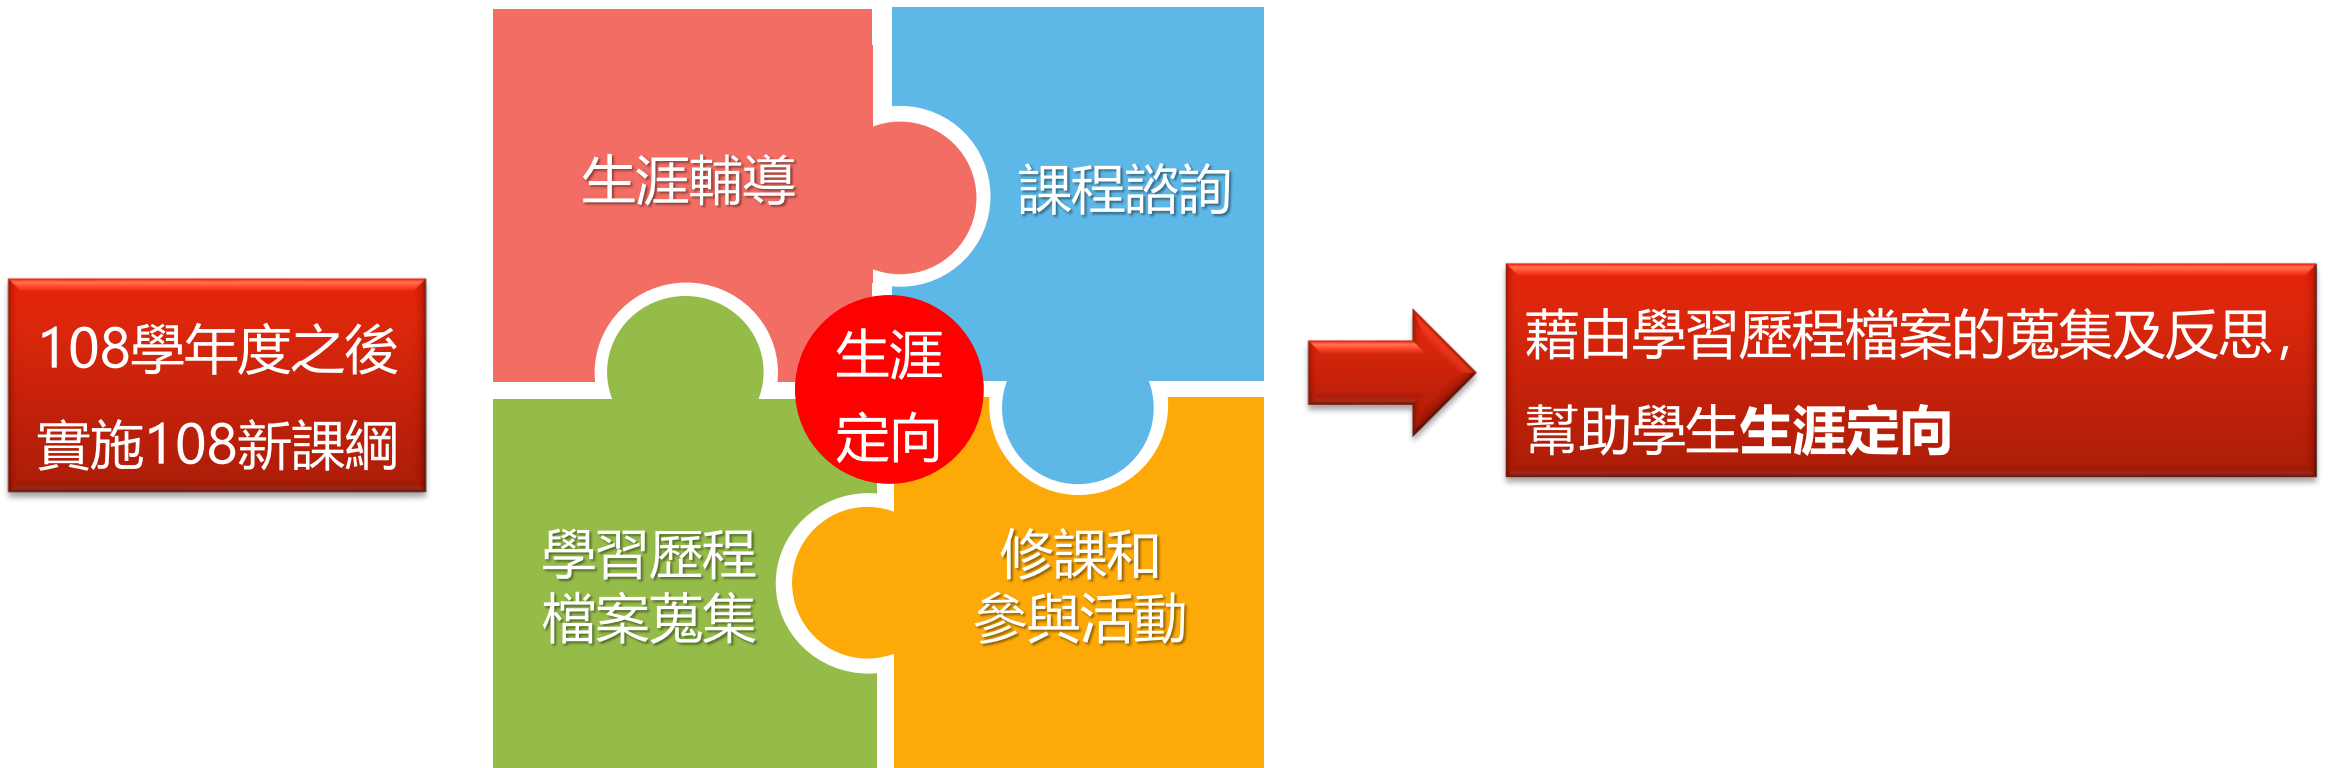 108學年度之後
實施108新課綱
生涯輔導
課程諮詢
生涯
定向
學習歷程
檔案蒐集
修課和
參與活動
藉由學習歷程檔案的蒐集及反思，
幫助學生生涯定向